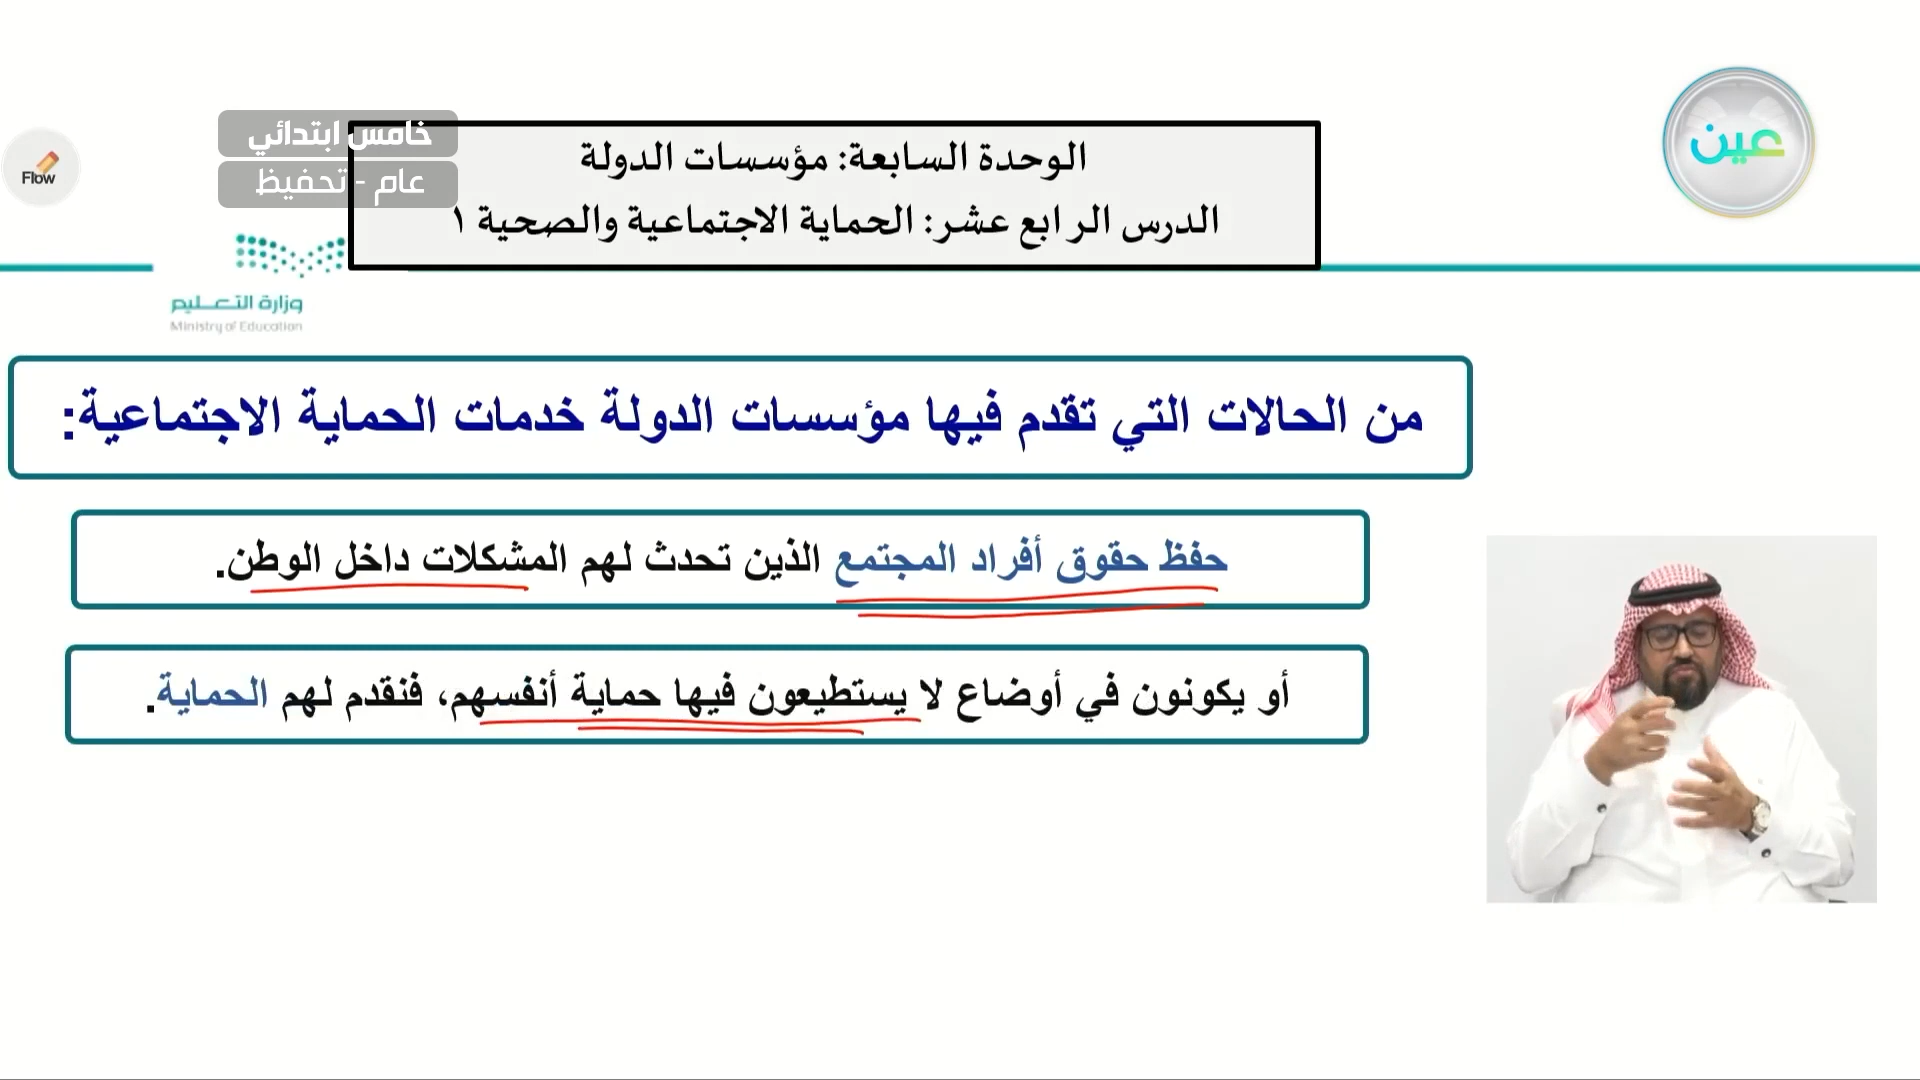 عين
خامس ابتدائي
عام - تحفيظ
Flow
الوحدة السابعة: مؤسسات الدولة
الدرس الرابع عشر: الحماية الاجتماعية والصحية ١
وزارة التعليم
Ministry of Education
من الحالات التي تقدم فيها مؤسسات الدولة خدمات الحماية الاجتماعية:
حفظ حقوق أفراد المجتمع الذين تحدث لهم المشكلات داخل الوطن.
أو يكونون في أوضاع لا يستطيعون فيها حماية أنفسهم، فنقدم لهم الحماية.